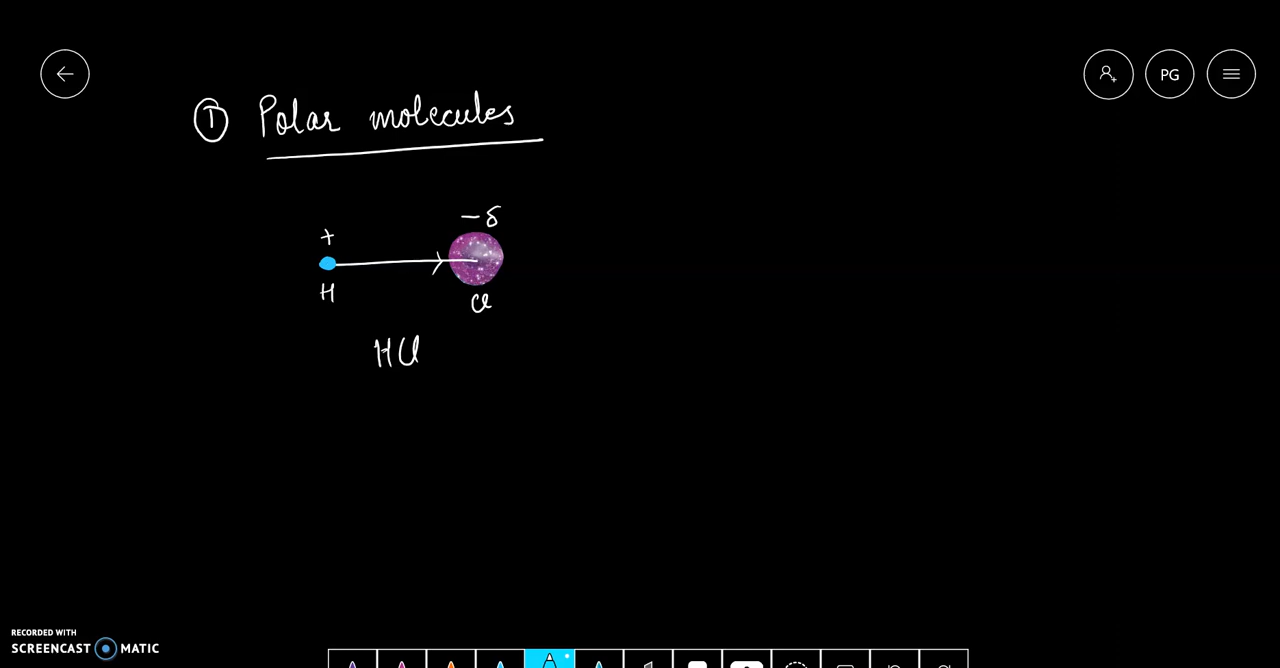 ① Polar molecules
PG
+
-δ
H
Cl
HCl
RECORDED WITH
SCREENCAST MATIC